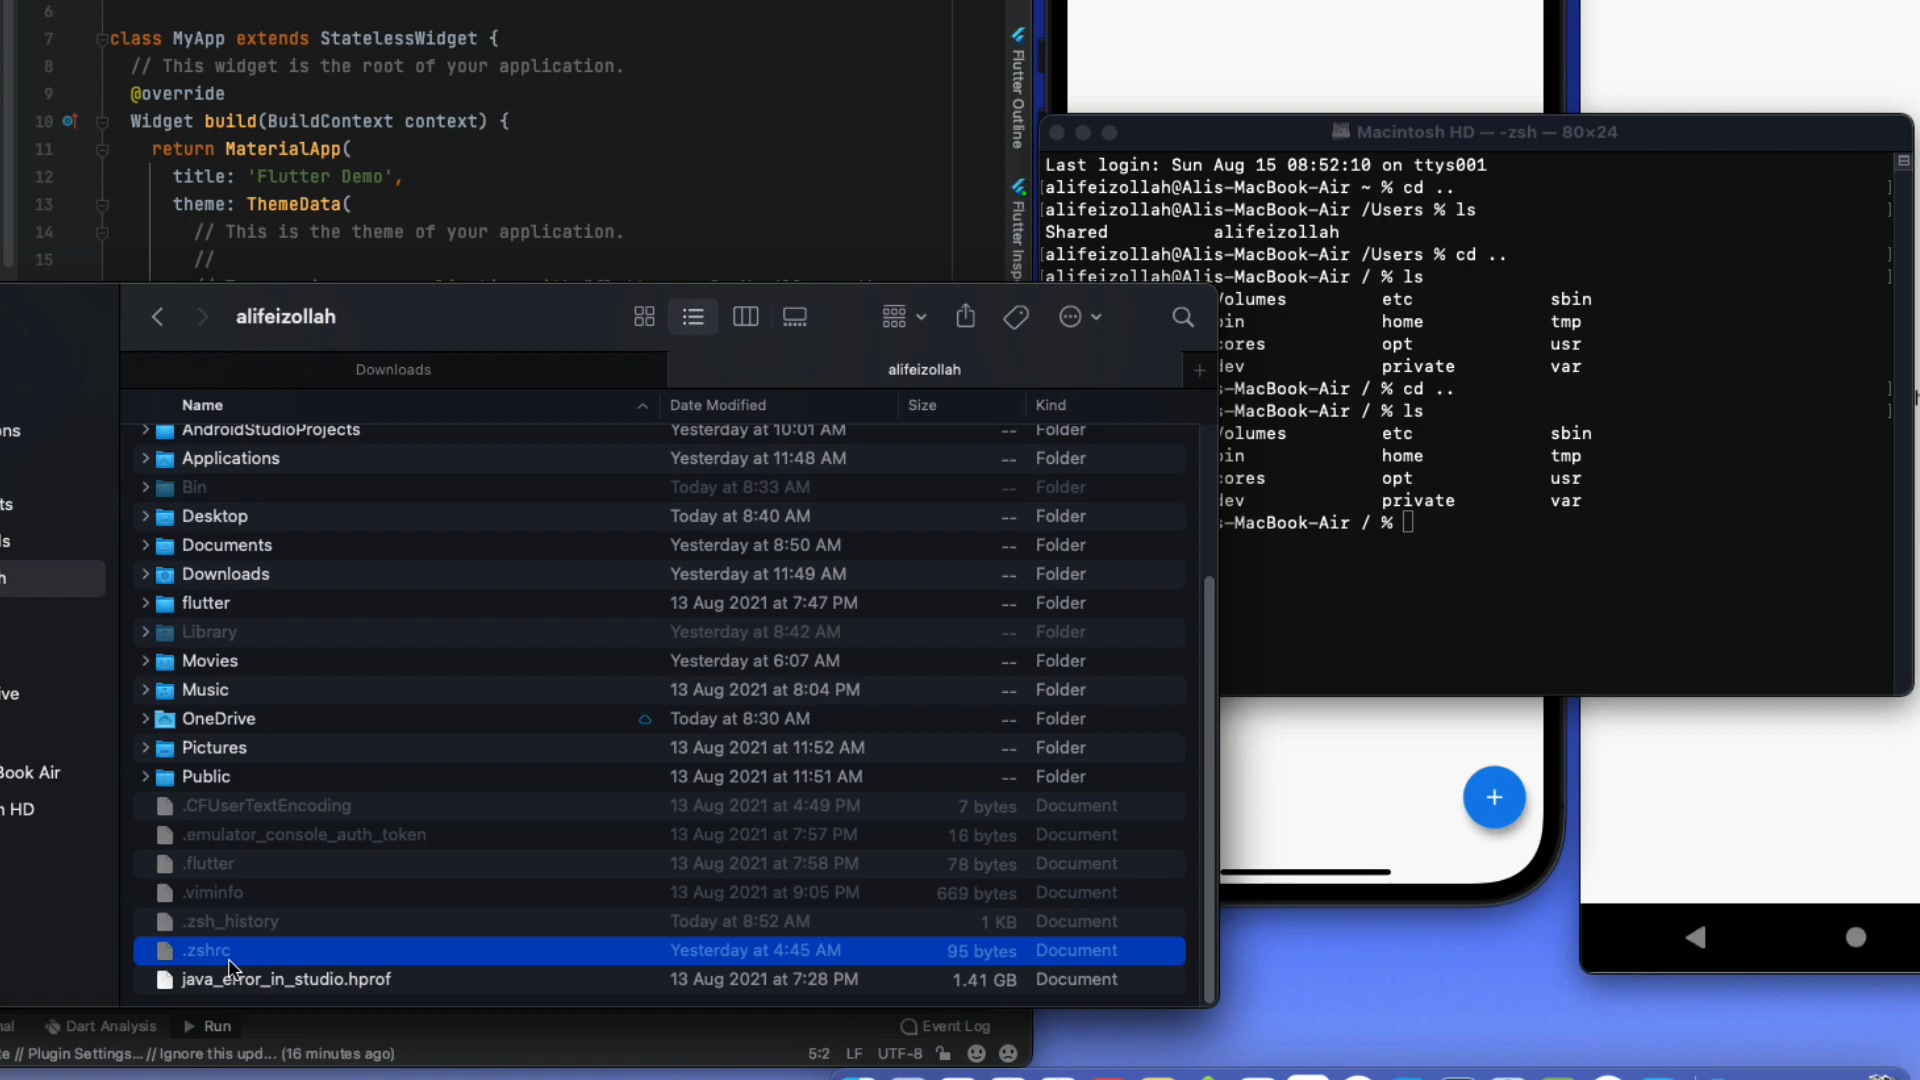 6
7 class MyApp extends StatelessWidget {
8 // This widget is the root of your application.
9 @override
10 Widget build(BuildContext context) {
11 return MaterialApp(
12 title: 'Flutter Demo',
13 theme: ThemeData(
14 // This is the theme of your application.
15 //
Flutter Outline
Flutter Insp
Macintosh HD — -zsh — 80×24
Last login: Sun Aug 15 08:52:10 on ttys001
[alifeizollah@Alis-MacBook-Air ~ % cd .. ]
[alifeizollah@Alis-MacBook-Air /Users % ls ]
Shared alifeizollah
[alifeizollah@Alis-MacBook-Air /Users % cd .. ]
[alifeizollah@Alis-MacBook-Air / % ls ]
Volumes etc sbin
bin home tmp
cores opt usr
dev private var
s-MacBook-Air / % cd .. ]
s-MacBook-Air / % ls ]
Volumes etc sbin
bin home tmp
cores opt usr
dev private var
s-MacBook-Air / %
alifeizollah
Downloads
alifeizollah
Name Date Modified Size Kind
AndroidStudioProjects Yesterday at 10:01 AM -- Folder
Applications Yesterday at 11:48 AM -- Folder
Bin Today at 8:33 AM -- Folder
Desktop Today at 8:40 AM -- Folder
Documents Yesterday at 8:50 AM -- Folder
Downloads Yesterday at 11:49 AM -- Folder
flutter 13 Aug 2021 at 7:47 PM -- Folder
Library Yesterday at 8:42 AM -- Folder
Movies Yesterday at 6:07 AM -- Folder
Music 13 Aug 2021 at 8:04 PM -- Folder
OneDrive Today at 8:30 AM -- Folder
Pictures 13 Aug 2021 at 11:52 AM -- Folder
Public 13 Aug 2021 at 11:51 AM -- Folder
.CFUserTextEncoding 13 Aug 2021 at 4:49 PM 7 bytes Document
.emulator_console_auth_token 13 Aug 2021 at 7:57 PM 16 bytes Document
.flutter 13 Aug 2021 at 7:58 PM 78 bytes Document
.viminfo 13 Aug 2021 at 9:05 PM 669 bytes Document
.zsh_history Today at 8:52 AM 1 KB Document
.zshrc Yesterday at 4:45 AM 95 bytes Document
java_error_in_studio.hprof 13 Aug 2021 at 7:28 PM 1.41 GB Document
ons
ts
ls
h
ive
Book Air
h HD
nal Dart Analysis Run Event Log
te // Plugin Settings... // Ignore this upd... (16 minutes ago) 5:2 LF UTF-8